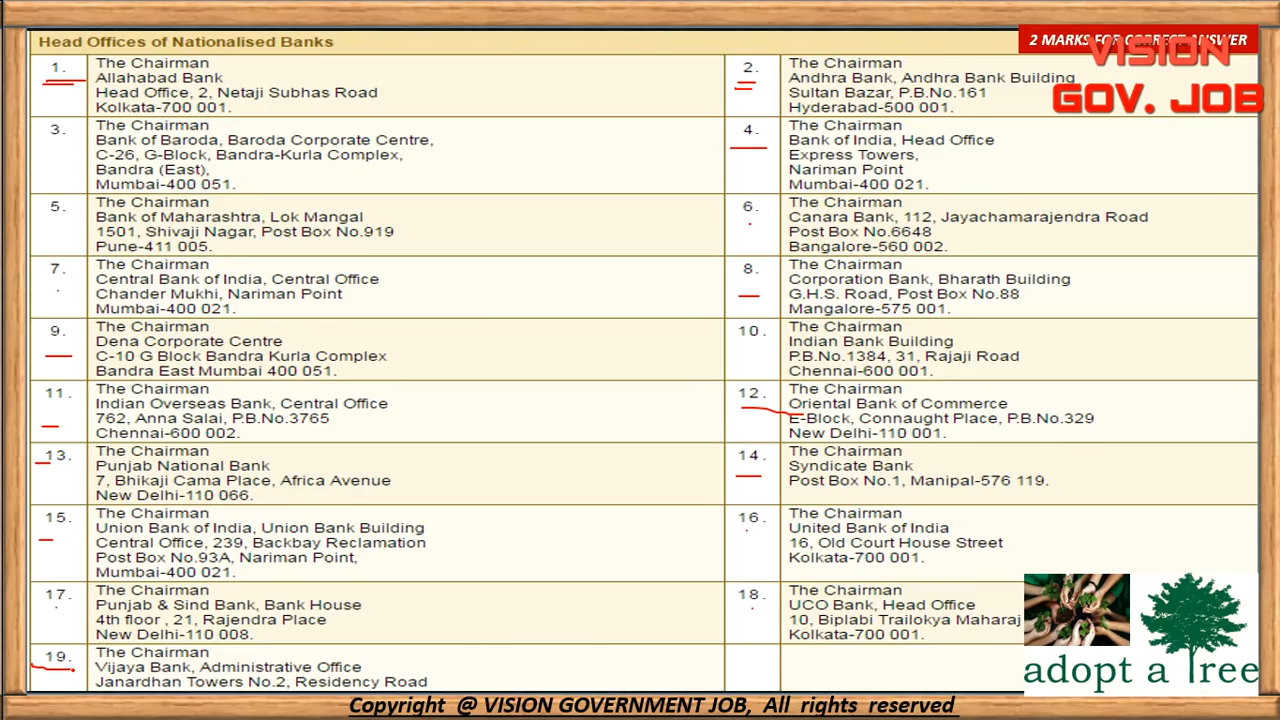 Head Offices of Nationalised Banks
2 MARKS FOR CORRECT ANSWER
VISION
GOV. JOB
1.
The Chairman
Allahabad Bank
Head Office, 2, Netaji Subhas Road
Kolkata-700 001.
2.
The Chairman
Andhra Bank, Andhra Bank Building
Sultan Bazar, P.B.No.161
Hyderabad-500 001.
3.
The Chairman
Bank of Baroda, Baroda Corporate Centre,
C-26, G-Block, Bandra-Kurla Complex,
Bandra (East),
Mumbai-400 051.
4.
The Chairman
Bank of India, Head Office
Express Towers,
Nariman Point
Mumbai-400 021.
5.
The Chairman
Bank of Maharashtra, Lok Mangal
1501, Shivaji Nagar, Post Box No.919
Pune-411 005.
6.
The Chairman
Canara Bank, 112, Jayachamarajendra Road
Post Box No.6648
Bangalore-560 002.
7.
The Chairman
Central Bank of India, Central Office
Chander Mukhi, Nariman Point
Mumbai-400 021.
8.
The Chairman
Corporation Bank, Bharath Building
G.H.S. Road, Post Box No.88
Mangalore-575 001.
9.
The Chairman
Dena Corporate Centre
C-10 G Block Bandra Kurla Complex
Bandra East Mumbai 400 051.
10.
The Chairman
Indian Bank Building
P.B.No.1384, 31, Rajaji Road
Chennai-600 001.
11.
The Chairman
Indian Overseas Bank, Central Office
762, Anna Salai, P.B.No.3765
Chennai-600 002.
12.
The Chairman
Oriental Bank of Commerce
E-Block, Connaught Place, P.B.No.329
New Delhi-110 001.
13.
The Chairman
Punjab National Bank
7, Bhikaji Cama Place, Africa Avenue
New Delhi-110 066.
14.
The Chairman
Syndicate Bank
Post Box No.1, Manipal-576 119.
15.
The Chairman
Union Bank of India, Union Bank Building
Central Office, 239, Backbay Reclamation
Post Box No.93A, Nariman Point,
Mumbai-400 021.
16.
The Chairman
United Bank of India
16, Old Court House Street
Kolkata-700 001.
17.
The Chairman
Punjab & Sind Bank, Bank House
4th floor , 21, Rajendra Place
New Delhi-110 008.
18.
The Chairman
UCO Bank, Head Office
10, Biplabi Trailokya Maharaj
Kolkata-700 001.
19.
The Chairman
Vijaya Bank, Administrative Office
Janardhan Towers No.2, Residency Road
adopt a Tree
Copyright @ VISION GOVERNMENT JOB, All rights reserved